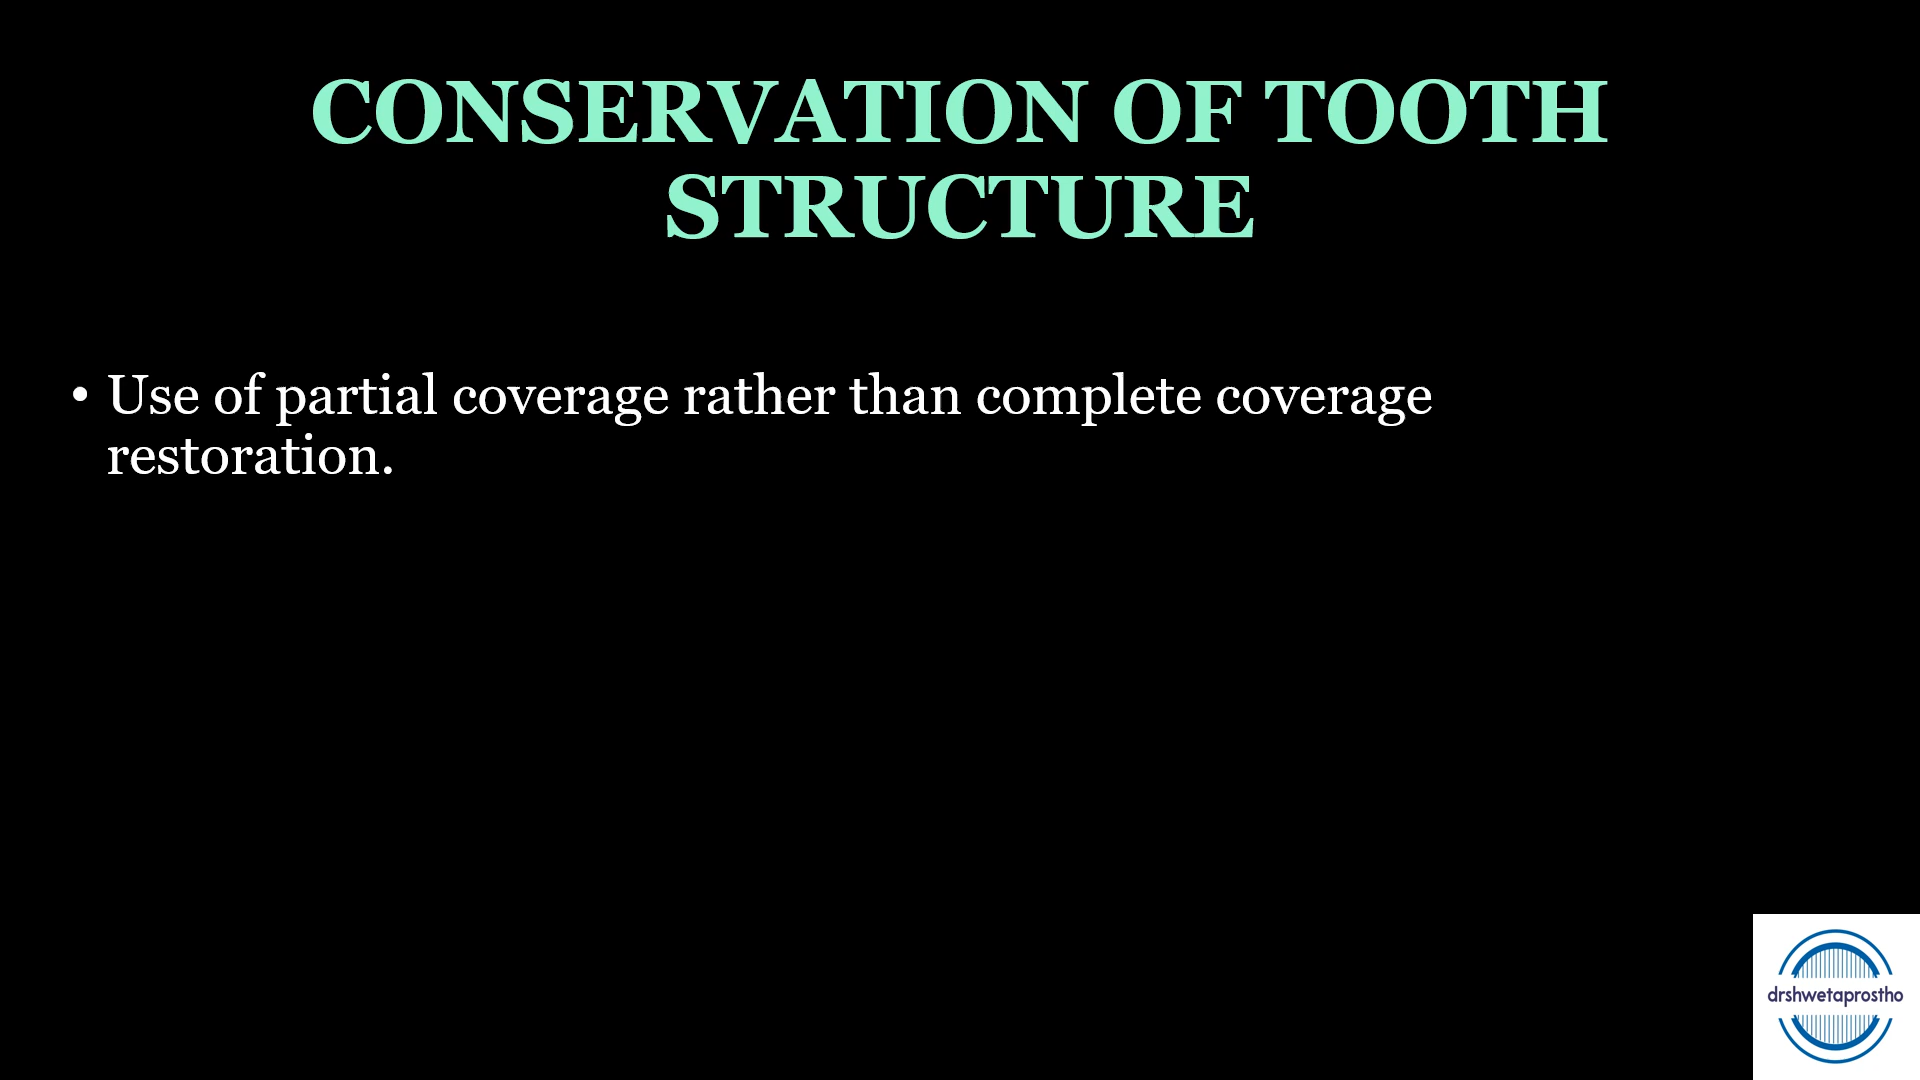 CONSERVATION OF TOOTH
STRUCTURE
• Use of partial coverage rather than complete coverage
restoration.
drshwetaprostho